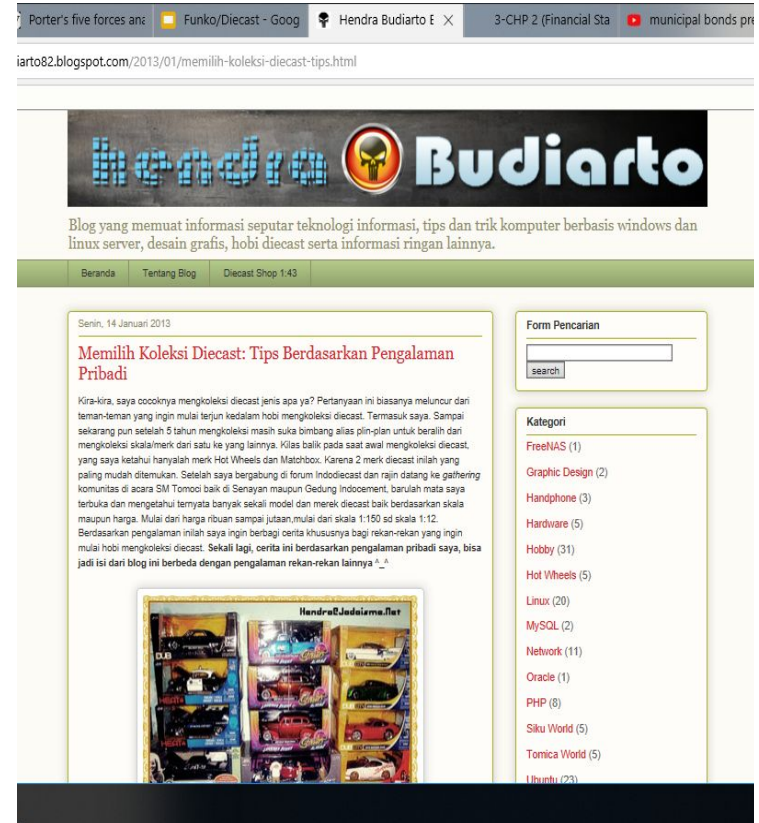 Porter's five forces ana
Funko/Diecast - Goog
Hendra Budiarto E
3-CHP 2 (Financial Sta
municipal bonds pre
iarto82.blogspot.com/2013/01/memilih-koleksi-diecast-tips.html
hendra Budiarto
Blog yang memuat informasi seputar teknologi informasi, tips dan trik komputer berbasis windows dan
linux server, desain grafis, hobi diecast serta informasi ringan lainnya.
Beranda Tentang Blog Diecast Shop 1:43
Senin, 14 Januari 2013
Memilih Koleksi Diecast: Tips Berdasarkan Pengalaman
Pribadi
Kira-kira, saya cocoknya mengkoleksi diecast jenis apa ya? Pertanyaan ini biasanya meluncur dari
teman-teman yang ingin mulai terjun kedalam hobi mengkoleksi diecast. Termasuk saya. Sampai
sekarang pun setelah 5 tahun mengkoleksi masih suka bimbang alias plin-plan untuk beralih dari
mengkoleksi skala/merk dari satu ke yang lainnya. Kilas balik pada saat awal mengkoleksi diecast,
yang saya ketahui hanyalah merk Hot Wheels dan Matchbox. Karena 2 merk diecast inilah yang
paling mudah ditemukan. Setelah saya bergabung di forum Indodiecast dan rajin datang ke gathering
komunitas di acara SM Tomoci baik di Senayan maupun Gedung Indocement, barulah mata saya
terbuka dan mengetahui ternyata banyak sekali model dan merek diecast baik berdasarkan skala
maupun harga. Mulai dari harga ribuan sampai jutaan,mulai dari skala 1:150 sd skala 1:12.
Berdasarkan pengalaman inilah saya ingin berbagi cerita khususnya bagi rekan-rekan yang ingin
mulai hobi mengkoleksi diecast. Sekali lagi, cerita ini berdasarkan pengalaman pribadi saya, bisa
jadi isi dari blog ini berbeda dengan pengalaman rekan-rekan lainnya ^_^
Hendra@Jadaisme.Net
DUB
Form Pencarian
search
Kategori
FreeNAS (1)
Graphic Design (2)
Handphone (3)
Hardware (5)
Hobby (31)
Hot Wheels (5)
Linux (20)
MySQL (2)
Network (11)
Oracle (1)
PHP (8)
Siku World (5)
Tomica World (5)
Ubuntu (23)